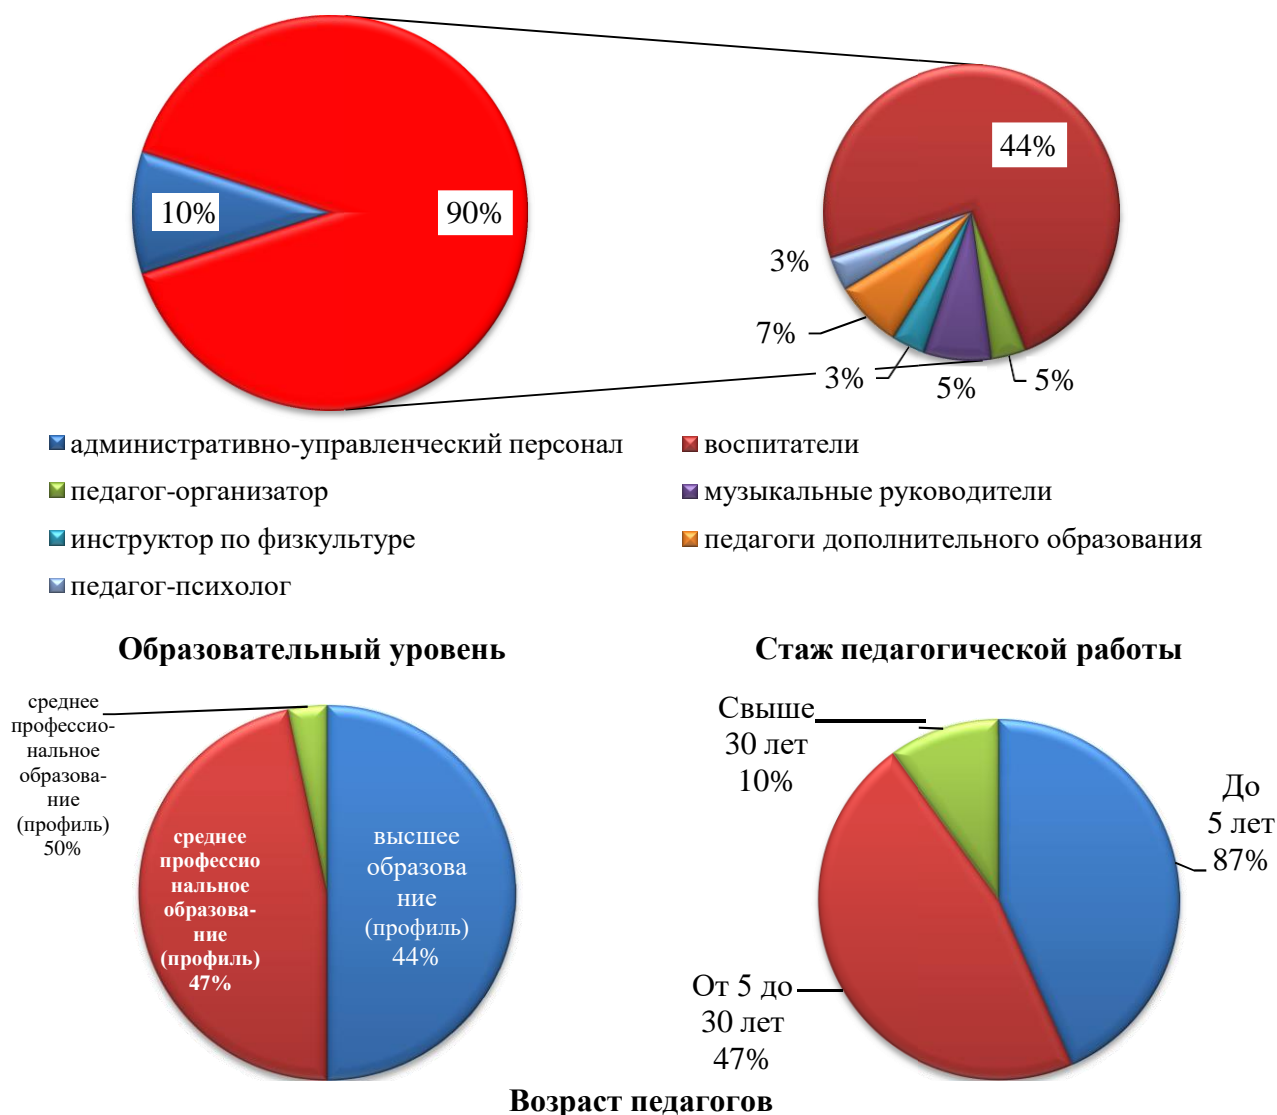 10%
90%
44%
3%
7%
3%
5%
5%
административно-управленческий персонал
воспитатели
педагог-организатор
музыкальные руководители
инструктор по физкультуре
педагоги дополнительного образования
педагог-психолог
Образовательный уровень
среднее
профессио-
нальное
образова-
ние
(профиль)
50%
среднее
профессио
нальное
образова-
ние
(профиль)
47%
высшее
образова
ние
(профиль)
44%
Стаж педагогической работы
Свыше
30 лет
10%
До
5 лет
87%
От 5 до
30 лет
47%
Возраст педагогов